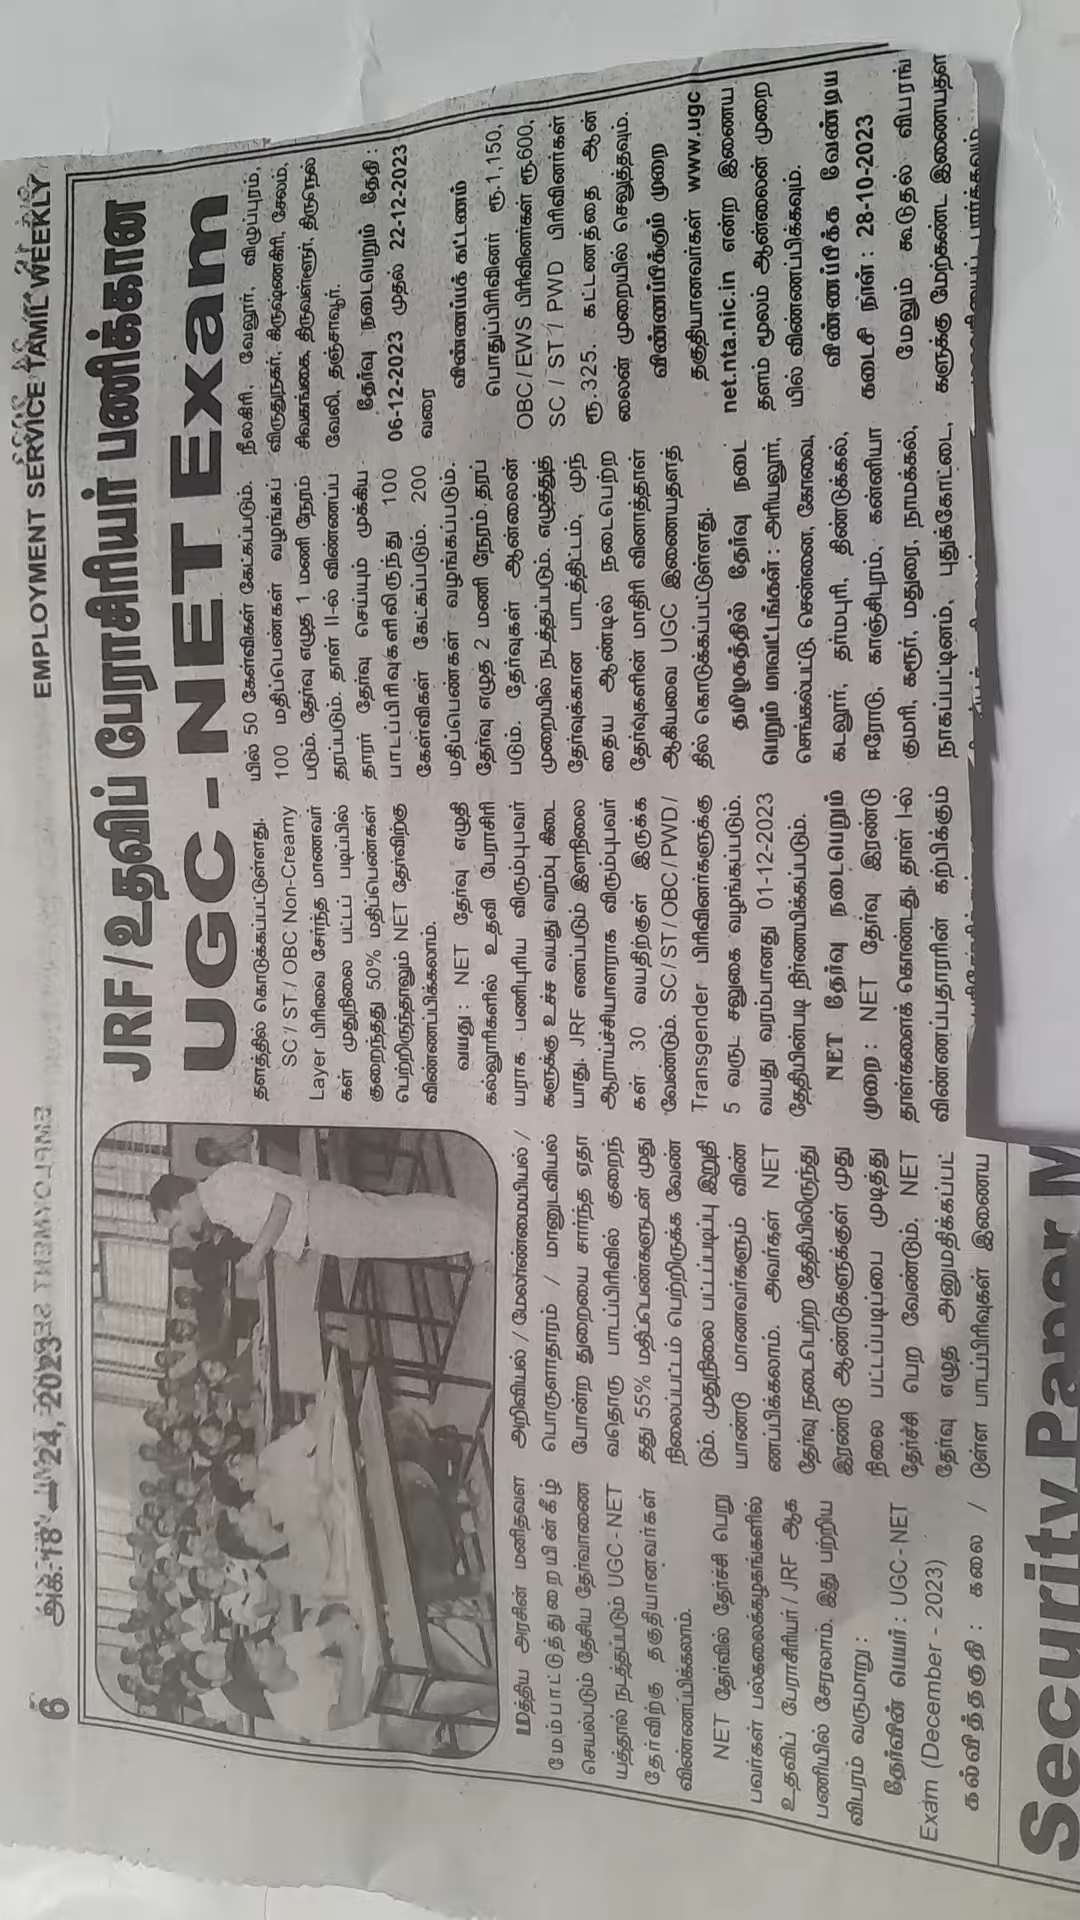 6 அக்.18 - 24, 2023
EMPLOYMENT SERVICE TAMIL WEEKLY
JRF / உதவிப் பேராசிரியர் பணிக்கான
UGC - NET Exam
மத்திய அரசின் மனிதவள
மேம்பாட்டுத்துறையின்கீழ்
செயல்படும் தேசிய தேர்வாணை
யத்தால் நடத்தப்படும் UGC - NET
தேர்விற்கு தகுதியானவர்கள்
விண்ணப்பிக்கலாம்.
NET தேர்வில் தேர்ச்சி பெறு
பவர்கள் பல்கலைக்கழகங்களில்
உதவிப் பேராசிரியர் / JRF ஆக
பணியில் சேரலாம். இது பற்றிய
விபரம் வருமாறு :
தேர்வின் பெயர் : UGC - NET
Exam (December - 2023)
கல்வித்தகுதி : கலை /
அறிவியல் / மேலாண்மையியல் /
பொருளாதாரம் / மானுடவியல்
போன்ற துறையை சார்ந்த ஏதா
வதொரு பாடப்பிரிவில் குறைந்
தது 55% மதிப்பெண்களுடன் முது
நிலைப்பட்டம் பெற்றிருக்க வேண்
டும். முதுநிலை பட்டப்படிப்பு இறுதி
யாண்டு மாணவர்களும் விண்
ணப்பிக்கலாம். அவர்கள் NET
தேர்வு நடைபெற்ற தேதியிலிருந்து
இரண்டு ஆண்டுகளுக்குள் முது
நிலை பட்டப்படிப்பை முடித்து
தேர்ச்சி பெற வேண்டும். NET
தேர்வு எழுத அனுமதிக்கப்பட்
டுள்ள பாடப்பிரிவுகள் இணைய
தளத்தில் கொடுக்கப்பட்டுள்ளது.
SC / ST / OBC Non-Creamy
Layer பிரிவை சேர்ந்த மாணவர்
கள் முதுநிலை பட்டப் படிப்பில்
குறைந்தது 50% மதிப்பெண்கள்
பெற்றிருந்தாலும் NET தேர்விற்கு
விண்ணப்பிக்கலாம்.
வயது : NET தேர்வு எழுதி
கல்லூரிகளில் உதவி பேராசிரி
யராக பணிபுரிய விரும்புபவர்
களுக்கு உச்ச வயது வரம்பு கிடை
யாது. JRF எனப்படும் இளநிலை
ஆராய்ச்சியாளராக விரும்புபவர்
கள் 30 வயதிற்குள் இருக்க
வேண்டும். SC / ST / OBC / PWD /
Transgender பிரிவினர்களுக்கு
5 வருட சலுகை வழங்கப்படும்.
வயது வரம்பானது 01-12-2023
தேதியின்படி நிர்ணயிக்கப்படும்.
NET தேர்வு நடைபெறும்
முறை : NET தேர்வு இரண்டு
தாள்களைக் கொண்டது. தாள் I-ல்
விண்ணப்பதாரரின் கற்பிக்கும்
யில் 50 கேள்விகள் கேட்கப்படும்.
100 மதிப்பெண்கள் வழங்கப்
படும். தேர்வு எழுத 1 மணி நேரம்
தரப்படும். தாள் II-ல் விண்ணப்ப
தாரர் தேர்வு செய்யும் முக்கிய
பாடப்பிரிவுகளிலிருந்து 100
கேள்விகள் கேட்கப்படும். 200
மதிப்பெண்கள் வழங்கப்படும்.
தேர்வு எழுத 2 மணி நேரம் தரப்
படும். தேர்வுகள் ஆன்லைன்
முறையில் நடத்தப்படும். எழுத்துத்
தேர்வுக்கான பாடத்திட்டம், முந்
தைய ஆண்டில் நடைபெற்ற
தேர்வுகளின் மாதிரி வினாத்தாள்
ஆகியவை UGC இணையதளத்
தில் கொடுக்கப்பட்டுள்ளது.
தமிழகத்தில் தேர்வு நடை
பெறும் மாவட்டங்கள் : அரியலூர்,
செங்கல்பட்டு, சென்னை, கோவை,
கடலூர், தர்மபுரி, திண்டுக்கல்,
ஈரோடு, காஞ்சிபுரம், கன்னியா
குமரி, கரூர், மதுரை, நாமக்கல்,
நாகப்பட்டினம், புதுக்கோட்டை,
நீலகிரி, வேலூர், விழுப்புரம்,
விருதுநகர், கிருஷ்ணகிரி, சேலம்,
சிவகங்கை, திருவள்ளூர், திருநெல்
வேலி, தஞ்சாவூர்.
தேர்வு நடைபெறும் தேதி :
06-12-2023 முதல் 22-12-2023
வரை
விண்ணப்பக் கட்டணம்
பொதுப்பிரிவினர் ரூ.1,150,
OBC / EWS பிரிவினர்கள் ரூ.600,
SC / ST / PWD பிரிவினர்கள்
ரூ.325. கட்டணத்தை ஆன்
லைன் முறையில் செலுத்தவும்.
விண்ணப்பிக்கும் முறை
தகுதியானவர்கள் www.ugc
net.nta.nic.in என்ற இணைய
தளம் மூலம் ஆன்லைன் முறை
யில் விண்ணப்பிக்கவும்.
விண்ணப்பிக்க வேண்டிய
கடைசி நாள் : 28-10-2023
மேலும் கூடுதல் விபரங்
களுக்கு மேற்கண்ட இணையதள
Security Paper M